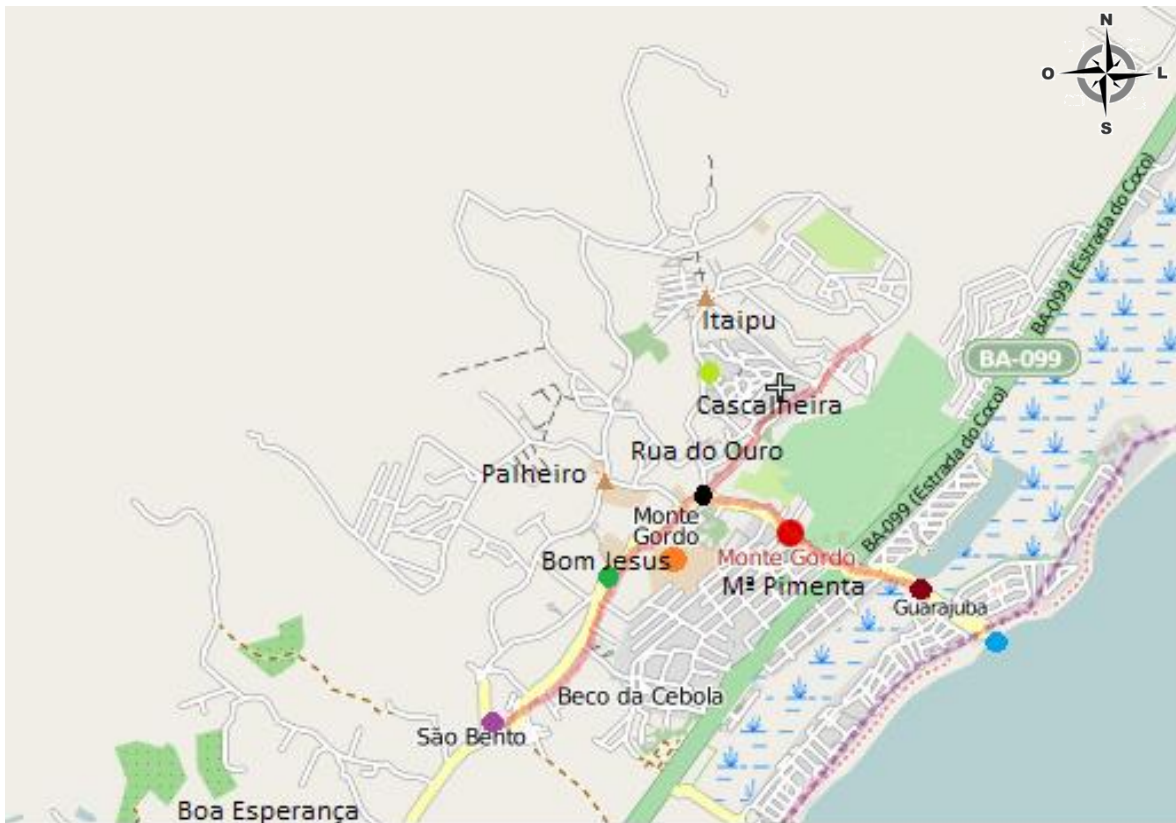 N
O
L
S
BA-099 (Estrada do Coco)
Itaipu
BA-099
Cascalheira
Rua do Ouro
Palheiro
BA-099 (Estrada do Coco)
Monte
Gordo
Monte Gordo
Bom Jesus
Mª Pimenta
Guarajuba
Beco da Cebola
São Bento
Boa Esperança